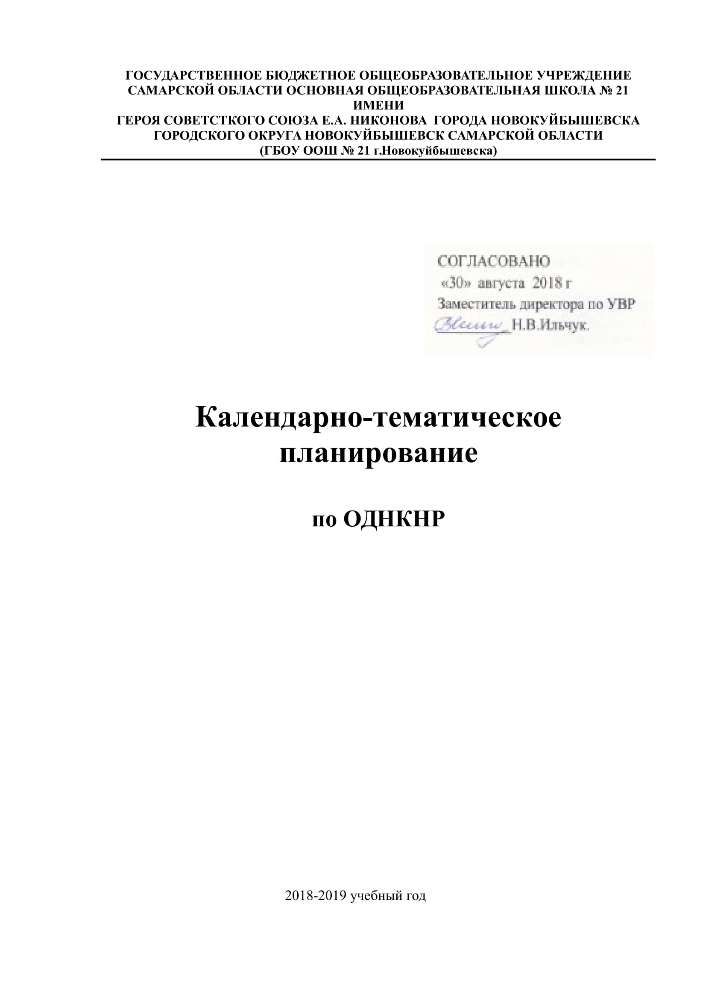 ГОСУДАРСТВЕННОЕ БЮДЖЕТНОЕ ОБЩЕОБРАЗОВАТЕЛЬНОЕ УЧРЕЖДЕНИЕ
САМАРСКОЙ ОБЛАСТИ ОСНОВНАЯ ОБЩЕОБРАЗОВАТЕЛЬНАЯ ШКОЛА № 21
ИМЕНИ
ГЕРОЯ СОВЕТСТКОГО СОЮЗА Е.А. НИКОНОВА ГОРОДА НОВОКУЙБЫШЕВСКА
ГОРОДСКОГО ОКРУГА НОВОКУЙБЫШЕВСК САМАРСКОЙ ОБЛАСТИ
(ГБОУ ООШ № 21 г.Новокуйбышевска)
СОГЛАСОВАНО
«30» августа 2018 г
Заместитель директора по УВР
Н.В.Ильчук.
Календарно-тематическое
планирование
по ОДНКНР
2018-2019 учебный год